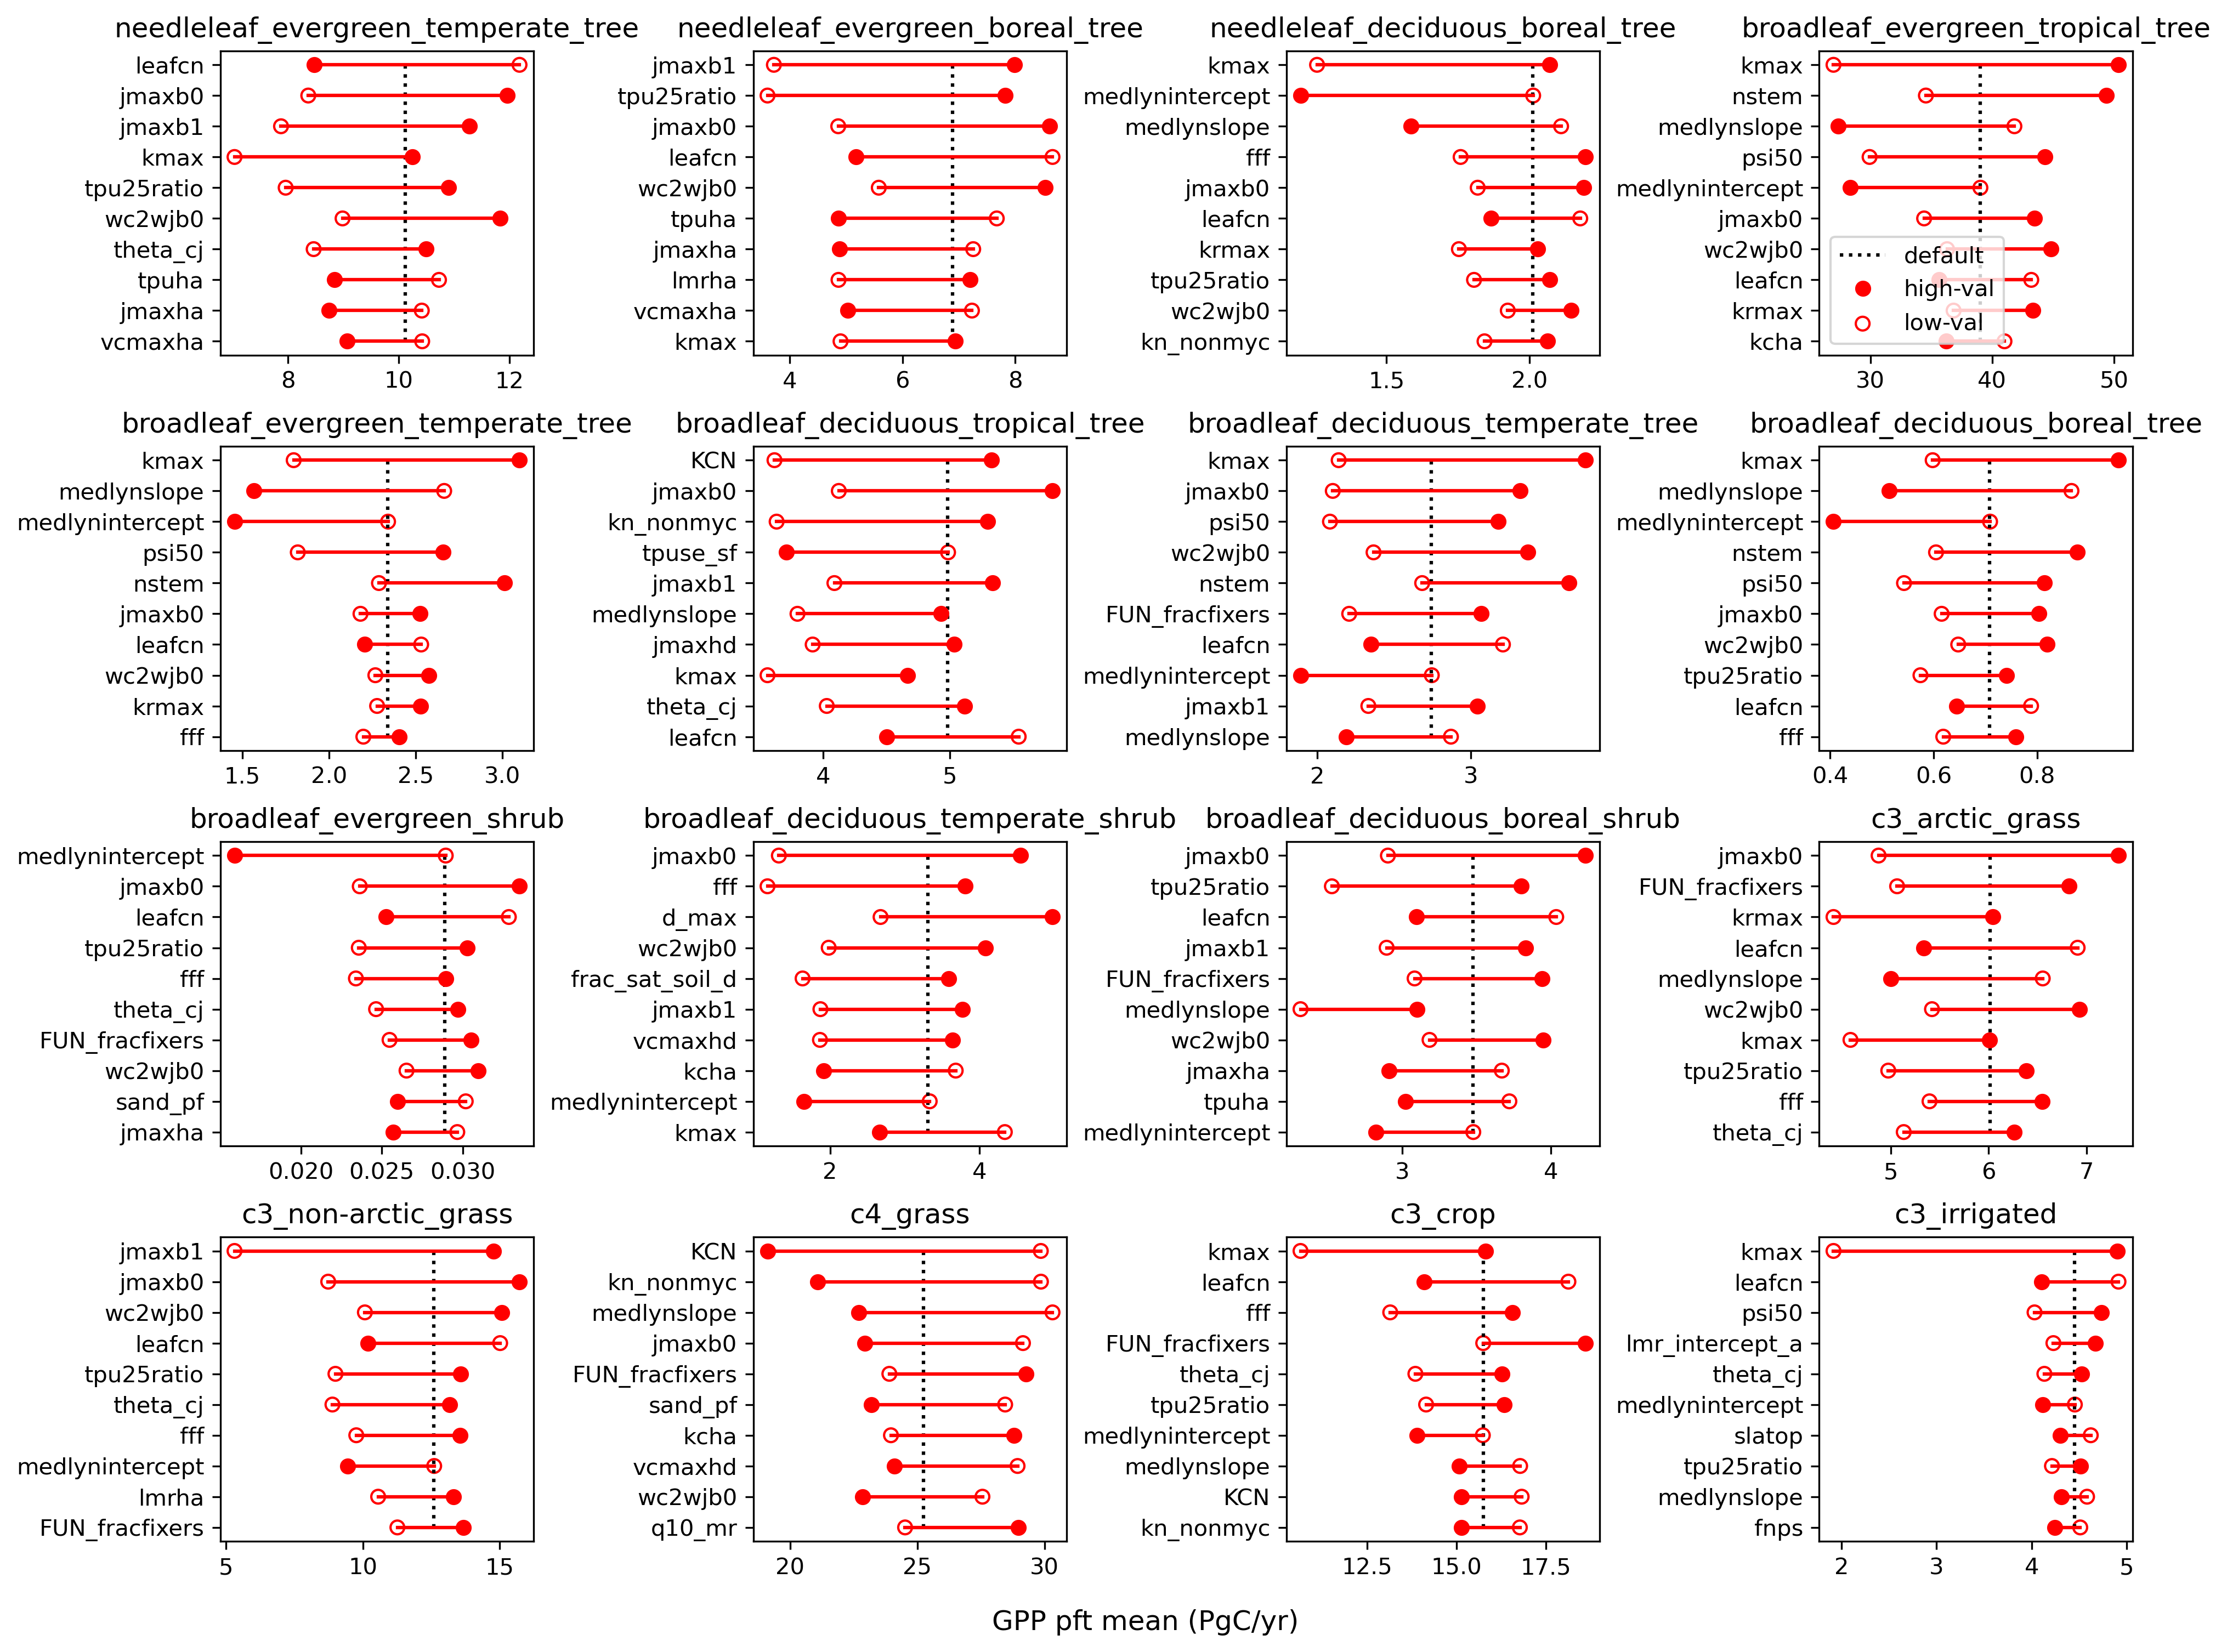 needleleaf_evergreen_temperate_tree
leafcn
jmaxb0
jmaxb1
kmax
tpu25ratio
wc2wjb0
theta_cj
tpuha
jmaxha
vcmaxha
8 10 12
needleleaf_evergreen_boreal_tree
jmaxb1
tpu25ratio
jmaxb0
leafcn
wc2wjb0
tpuha
jmaxha
lmrha
vcmaxha
kmax
4 6 8
needleleaf_deciduous_boreal_tree
kmax
medlynintercept
medlynslope
fff
jmaxb0
leafcn
krmax
tpu25ratio
wc2wjb0
kn_nonmyc
1.5 2.0
broadleaf_evergreen_tropical_tree
kmax
nstem
medlynslope
psi50
medlynintercept
jmaxb0
wc2wjb0
leafcn
krmax
kcha
default
high-val
low-val
30 40 50
broadleaf_evergreen_temperate_tree
kmax
medlynslope
medlynintercept
psi50
nstem
jmaxb0
leafcn
wc2wjb0
krmax
fff
1.5 2.0 2.5 3.0
broadleaf_deciduous_tropical_tree
KCN
jmaxb0
kn_nonmyc
tpuse_sf
jmaxb1
medlynslope
jmaxhd
kmax
theta_cj
leafcn
4 5
broadleaf_deciduous_temperate_tree
kmax
jmaxb0
psi50
wc2wjb0
nstem
FUN_fracfixers
leafcn
medlynintercept
jmaxb1
medlynslope
2 3
broadleaf_deciduous_boreal_tree
kmax
medlynslope
medlynintercept
nstem
psi50
jmaxb0
wc2wjb0
tpu25ratio
leafcn
fff
0.4 0.6 0.8
broadleaf_evergreen_shrub
medlynintercept
jmaxb0
leafcn
tpu25ratio
fff
theta_cj
FUN_fracfixers
wc2wjb0
sand_pf
jmaxha
0.020 0.025 0.030
broadleaf_deciduous_temperate_shrub
jmaxb0
fff
d_max
wc2wjb0
frac_sat_soil_d
jmaxb1
vcmaxhd
kcha
medlynintercept
kmax
2 4
broadleaf_deciduous_boreal_shrub
jmaxb0
tpu25ratio
leafcn
jmaxb1
FUN_fracfixers
medlynslope
wc2wjb0
jmaxha
tpuha
medlynintercept
3 4
c3_arctic_grass
jmaxb0
FUN_fracfixers
krmax
leafcn
medlynslope
wc2wjb0
kmax
tpu25ratio
fff
theta_cj
5 6 7
c3_non-arctic_grass
jmaxb1
jmaxb0
wc2wjb0
leafcn
tpu25ratio
theta_cj
fff
medlynintercept
lmrha
FUN_fracfixers
5 10 15
c4_grass
KCN
kn_nonmyc
medlynslope
jmaxb0
FUN_fracfixers
sand_pf
kcha
vcmaxhd
wc2wjb0
q10_mr
20 25 30
c3_crop
kmax
leafcn
fff
FUN_fracfixers
theta_cj
tpu25ratio
medlynintercept
medlynslope
KCN
kn_nonmyc
12.5 15.0 17.5
c3_irrigated
kmax
leafcn
psi50
lmr_intercept_a
theta_cj
medlynintercept
slatop
tpu25ratio
medlynslope
fnps
2 3 4 5
GPP pft mean (PgC/yr)